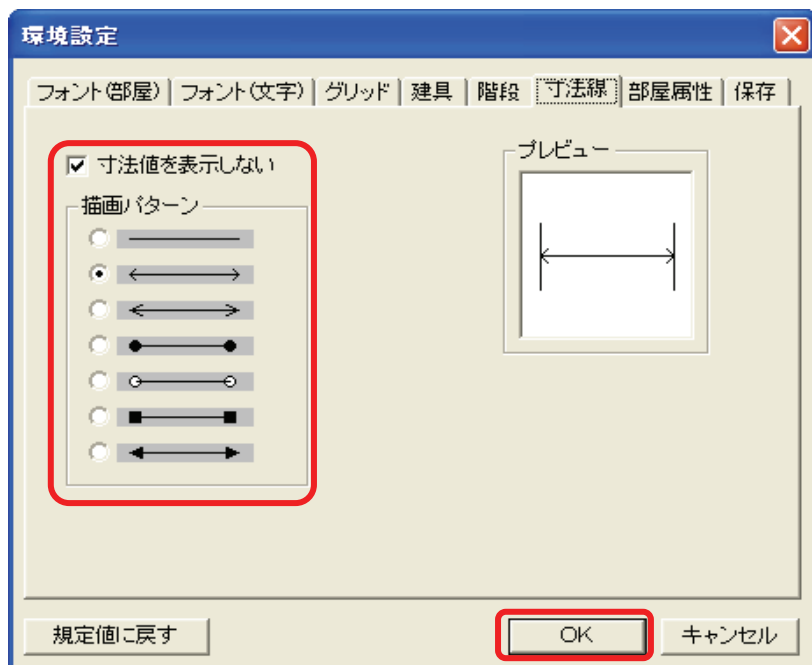 環境設定
フォント(部屋) フォント(文字) グリッド 建具 階段 寸法線 部屋属性 保存
寸法値を表示しない
描画パターン
プレビュー
規定値に戻す OK キャンセル